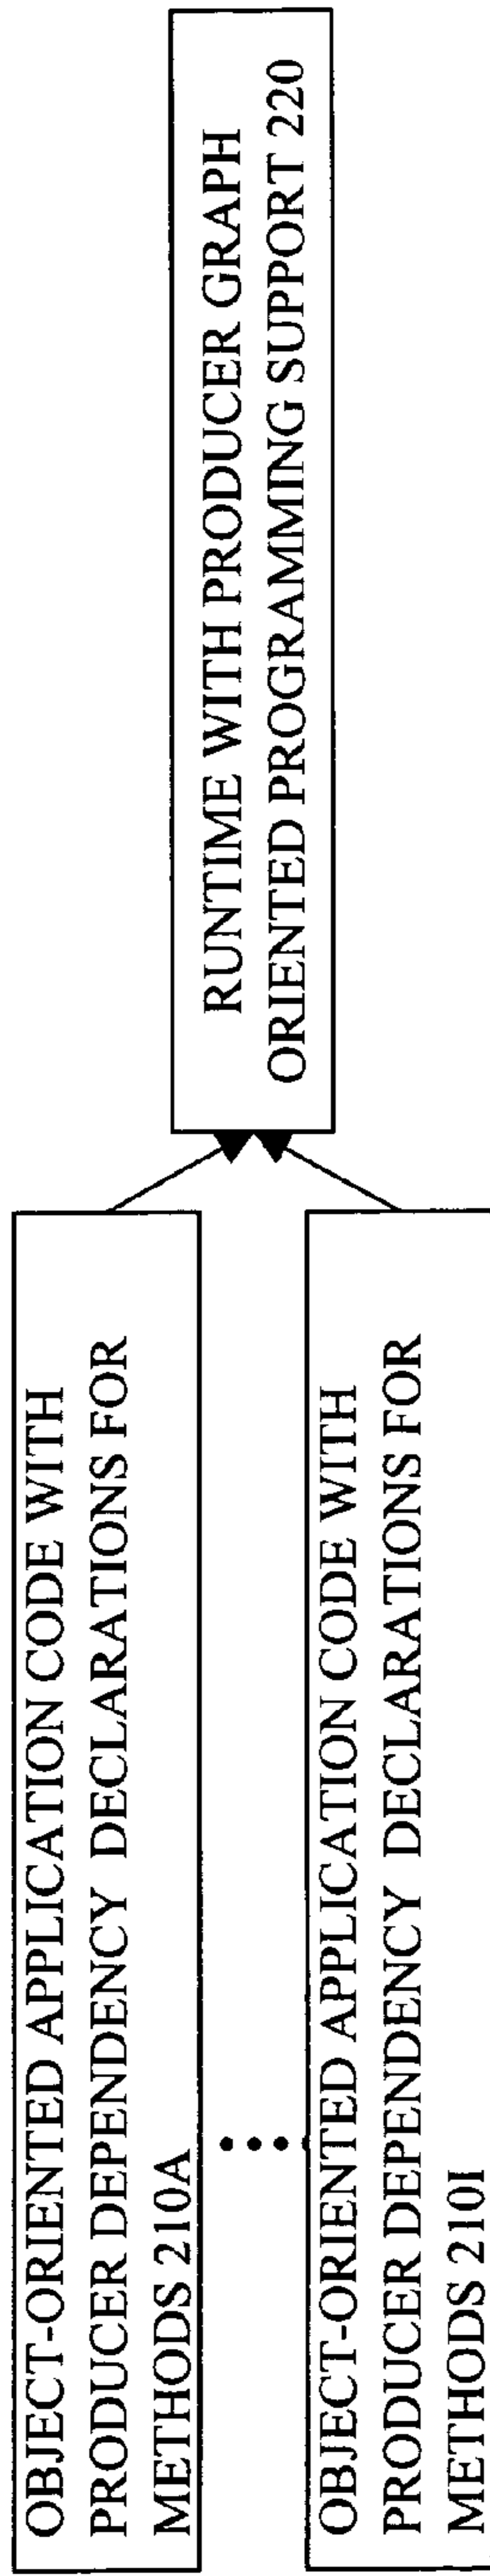 OBJECT-ORIENTED APPLICATION CODE WITH
PRODUCER DEPENDENCY DECLARATIONS FOR
METHODS 210A
OBJECT-ORIENTED APPLICATION CODE WITH
PRODUCER DEPENDENCY DECLARATIONS FOR
METHODS 210I
RUNTIME WITH PRODUCER GRAPH
ORIENTED PROGRAMMING SUPPORT 220